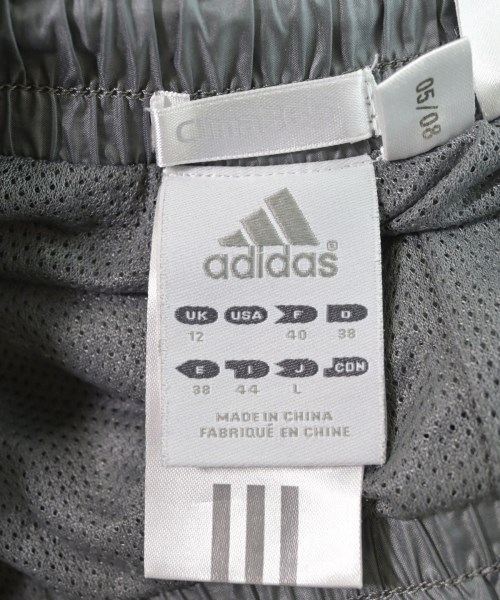 05/08
adidas®
UK USA F D
12 40 38
E I J CDN
38 44 L
MADE IN CHINA
FABRIQUÉ EN CHINE